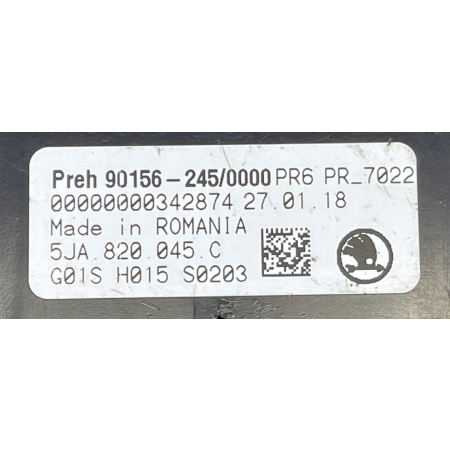 Preh 90156-245/0000 PR6 PR_7022
00000000342874 27.01.18
Made in ROMANIA
5JA.820.045.C
G01S H015 S0203